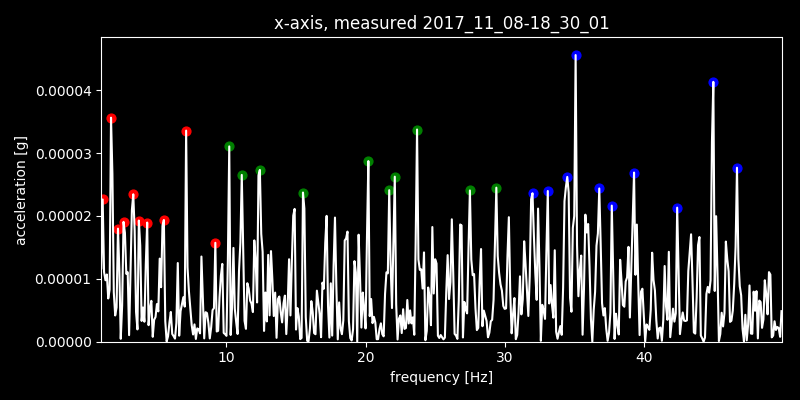 x-axis, measured 2017_11_08-18_30_01
acceleration [g]
0.00004
0.00003
0.00002
0.00001
0.00000
10 20 30 40
frequency [Hz]